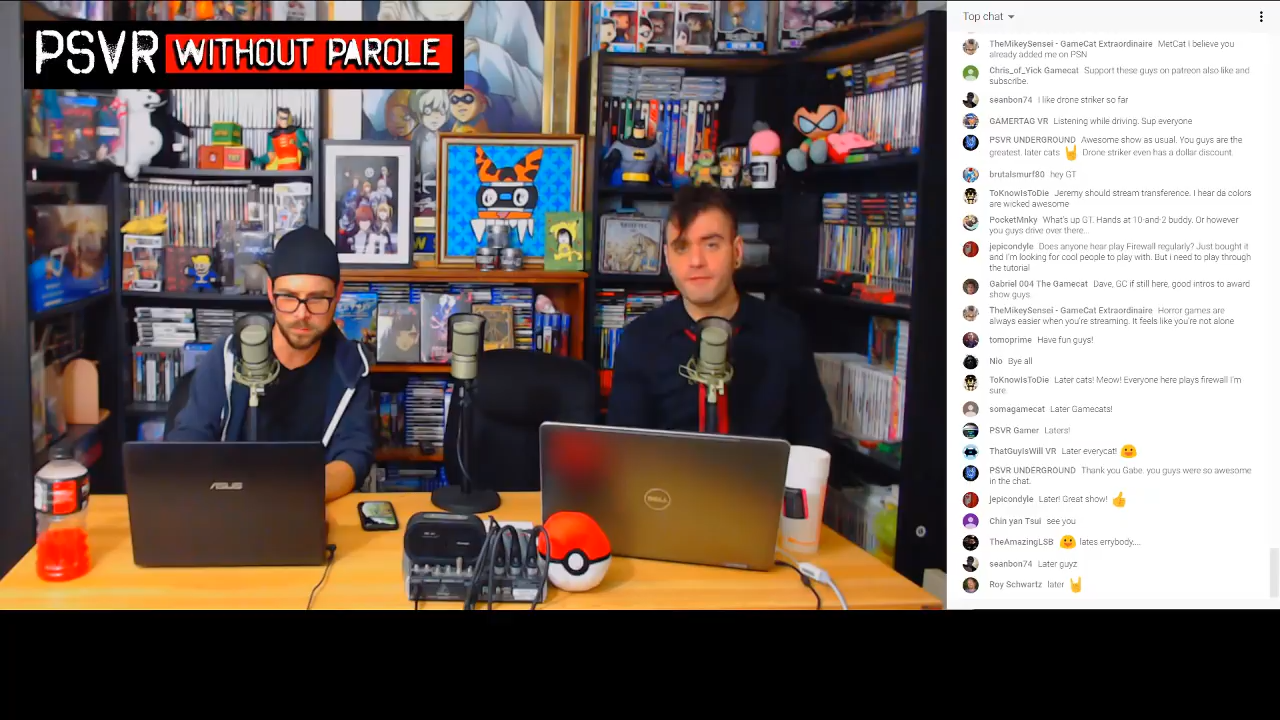 PSVR WITHOUT PAROLE
ASUS
DELL
Top chat
TheMikeySensei - GameCat Extraordinaire MetCat I believe you
already added me on PSN
Chris_of_Yick Gamecat Support these guys on patreon also like and
subscribe.
seanbon74 I like drone striker so far
GAMERTAG VR Listening while driving. Sup everyone
PSVR UNDERGROUND Awesome show as usual. You guys are the
greatest. later cats 🤘 Drone striker even has a dollar discount.
brutalsmurf80 hey GT
ToKnowIsToDie Jeremy should stream transference in rear do colors
are wicked awesome
PocketMnky What's up GT. Hands at 10-and-2 buddy. Or however
you guys drive over there...
jepicondyle Does anyone hear play Firewall regularly? Just bought it
and I'm looking for cool people to play with. But i need to play through
the tutorial
Gabriel 004 The Gamecat Dave_GC if still here, good intros to award
show guys
TheMikeySensei - GameCat Extraordinaire Horror games are
always easier when you're streaming. It feels like you're not alone
tomoprime Have fun guys!
Nio Bye all
ToKnowIsToDie Later cats! Meow! Everyone here plays firewall I'm
sure
somagamecat Later Gamecats
PSVR Gamer Laters!
ThatGuyIsWill VR Later everycat! 🤗
PSVR UNDERGROUND Thank you Gabe, you guys were so awesome
in the chat.
jepicondyle Later! Great show! 👍
Chin yan Tsui see you
TheAmazingLSB 🤗 lates errybody....
seanbon74 Later guyz
Roy Schwartz later 🤘